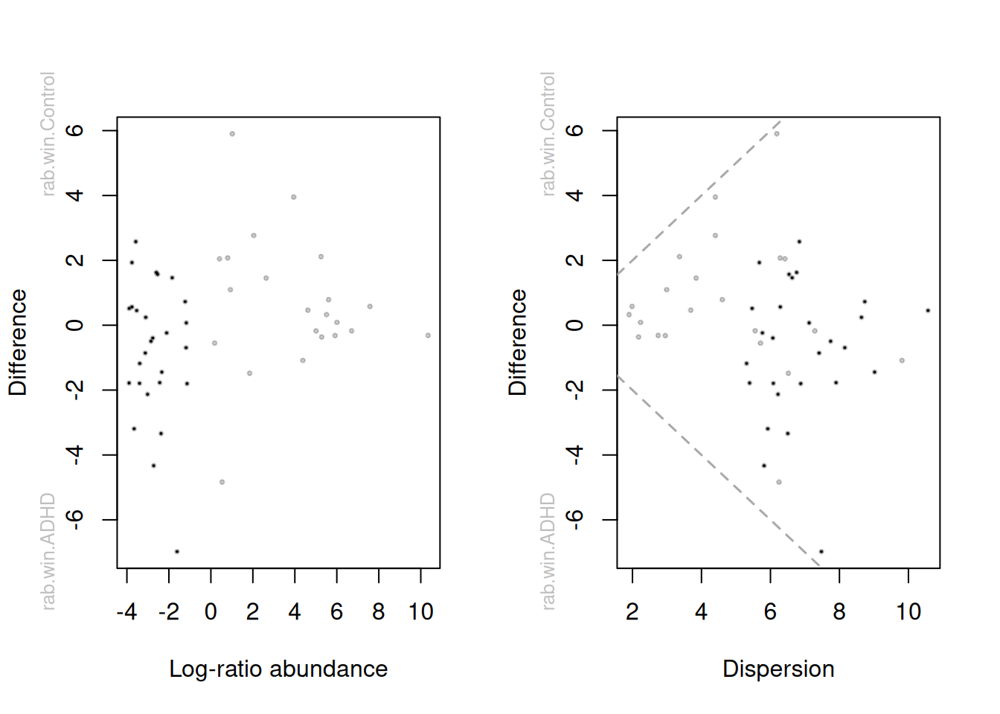 rab.win.Control
rab.win.ADHD
Difference
6
4
2
0
-2
-4
-6
-4 -2 0 2 4 6 8 10
Log-ratio abundance
rab.win.Control
rab.win.ADHD
Difference
6
4
2
0
-2
-4
-6
2 4 6 8 10
Dispersion